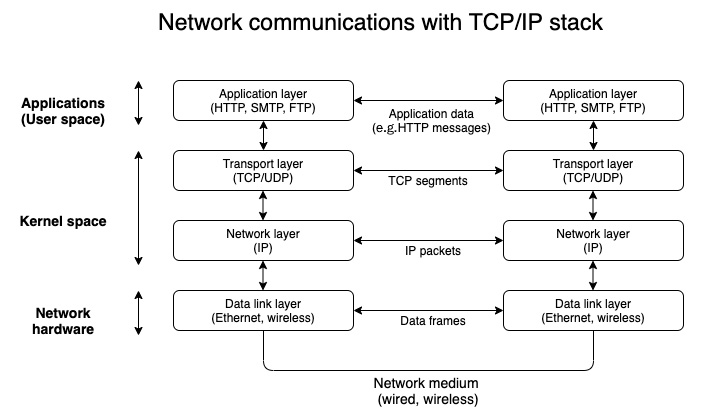 Network communications with TCP/IP stack
Applications
(User space)
Application layer
(HTTP, SMTP, FTP)
Application data
(e.g.HTTP messages)
Application layer
(HTTP, SMTP, FTP)
Kernel space
Transport layer
(TCP/UDP)
TCP segments
Transport layer
(TCP/UDP)
Network layer
(IP)
IP packets
Network layer
(IP)
Network
hardware
Data link layer
(Ethernet, wireless)
Data frames
Data link layer
(Ethernet, wireless)
Network medium
(wired, wireless)